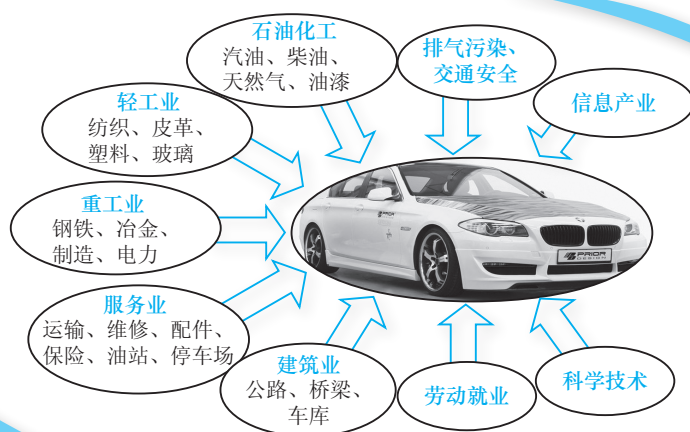 石油化工
汽油、柴油、
天然气、油漆
排气污染、
交通安全
信息产业
轻工业
纺织、皮革、
塑料、玻璃
重工业
钢铁、冶金、
制造、电力
服务业
运输、维修、配件、
保险、油站、停车场
建筑业
公路、桥梁、
车库
劳动就业
科学技术
PRIOR
PRIOR
DESIGN